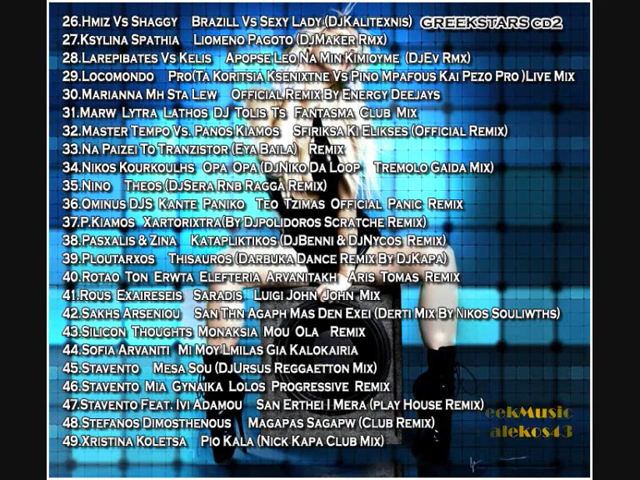 26.Hmiz Vs Shaggy Brazill Vs Sexy Lady (DjKalitexnis) GREEKSTARS CD2
27.Ksylina Spathia Liomeno Pagoto (DjMaker Rmx)
28.Larepibates Vs Kelis Apopse Leo Na Min Kimioyme (DjEv Rmx)
29.Locomondo Pro(Ta Koritsia Ksenixtne Vs Pino Mpafous Kai Pezo Pro )Live Mix
30.Marianna Mh Sta Lew Official Remix By Energy Deejays
31.Marw Lytra Lathos DJ Tolis Ts Fantasma Club Mix
32.Master Tempo Vs. Panos Kiamos Sfiriksa Ki Elikses (Official Remix)
33.Na Paizei To Tranzistor (Eya Baila) Remix
34.Nikos Kourkoulhs Opa Opa (DjNiko Da Loop Tremolo Gaida Mix)
35.Nino Theos (DjSera Rnb Ragga Remix)
36.Ominus DJS Kante Paniko Teo Tzimas Official Panic Remix
37.P.Kiamos Xartorixtra(By Djpolidoros Scratche Remix)
38.Pasxalis & Zina Katapliktikos (DjBenni & DjNycos Remix)
39.Ploutarxos Thisauros (Darbuka Dance Remix By DJKapa)
40.Rotao Ton Erwta Elefteria Arvanitakh Aris Tomas Remix
41.Rous Exaireseis Saradis Luigi John John Mix
42.Sakhs Arseniou San Thn Agaph Mas Den Exei (Derti Mix By Nikos Souliwths)
43.Silicon Thoughts Monaksia Mou Ola Remix
44.Sofia Arvaniti Mi Moy Lmilas Gia Kalokairia
45.Stavento Mesa Sou (DjUrsus Reggaetton Mix)
46.Stavento Mia Gynaika Lolos Progressive Remix
47.Stavento Feat. Ivi Adamou San Erthei I Mera (play House Remix)
48.Stefanos Dimosthenous Magapas Sagapw (Club Remix)
49.Xristina Koletsa Pio Kala (Nick Kapa Club Mix)
eekMusic
alekos43